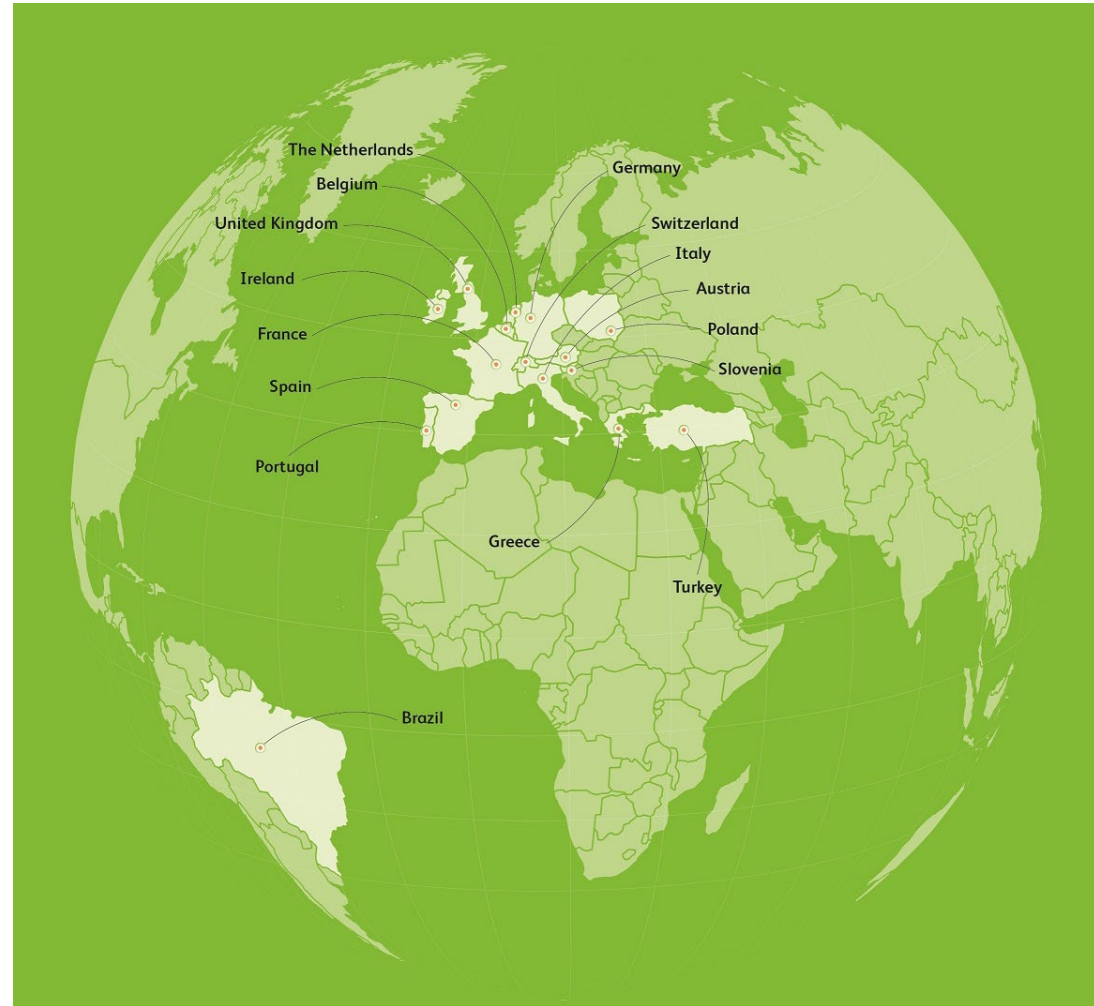 The Netherlands
Germany
Belgium
United Kingdom
Switzerland
Italy
Ireland
Austria
France
Poland
Slovenia
Spain
Portugal
Greece
Turkey
Brazil